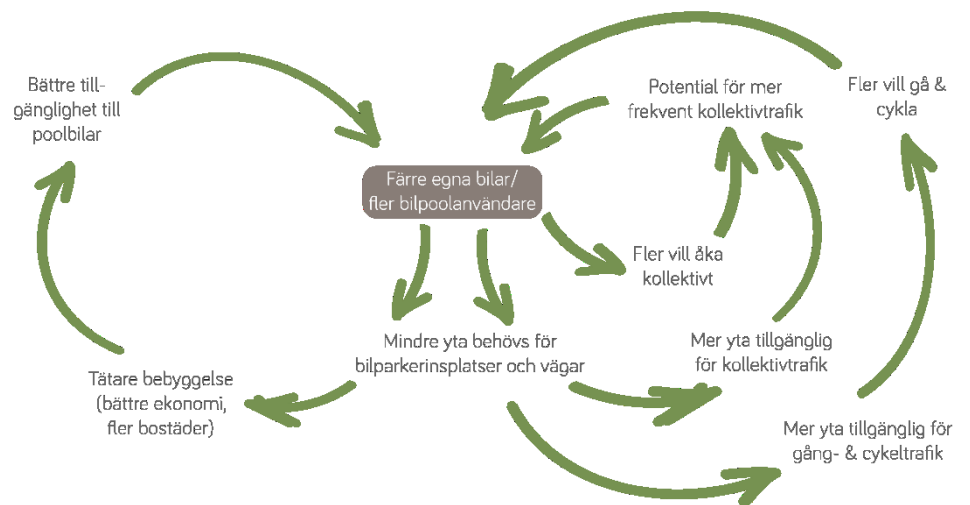 Bättre till-
gänglighet till
poolbilar
Potential för mer
frekvent kollektivtrafik
Fler vill gå &
cykla
Färre egna bilar/
fler bilpoolanvändare
Fler vill åka
kollektivt
Mindre yta behövs för
bilparkerinsplatser och vägar
Mer yta tillgänglig
för kollektivtrafik
Tätare bebyggelse
(bättre ekonomi,
fler bostäder)
Mer yta tillgänglig för
gång- & cykeltrafik